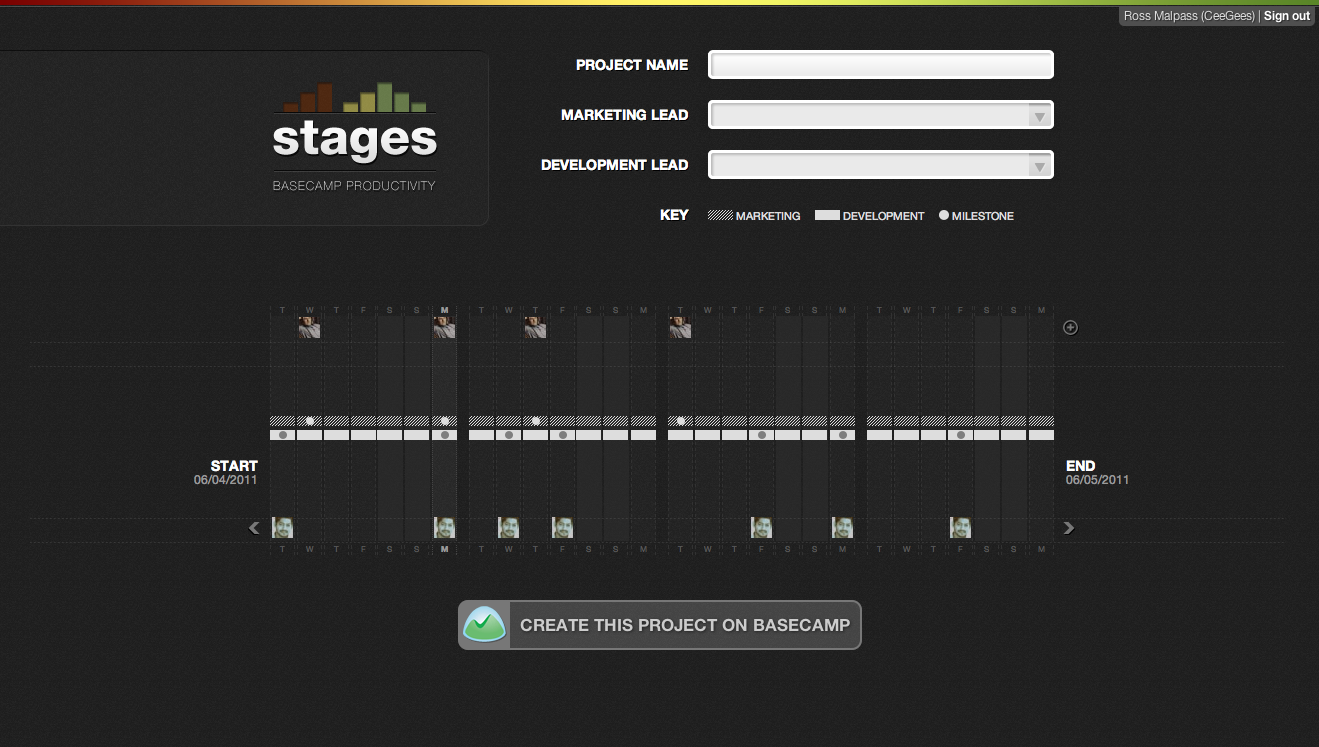 Ross Malpass (CeeGees) | Sign out
stages
BASECAMP PRODUCTIVITY
PROJECT NAME
MARKETING LEAD
DEVELOPMENT LEAD
KEY MARKETING DEVELOPMENT MILESTONE
T W T F S S M T W T F S S M T W T F S S M T W T F S S M
START
06/04/2011
END
06/05/2011
T W T F S S M T W T F S S M T W T F S S M T W T F S S M
CREATE THIS PROJECT ON BASECAMP